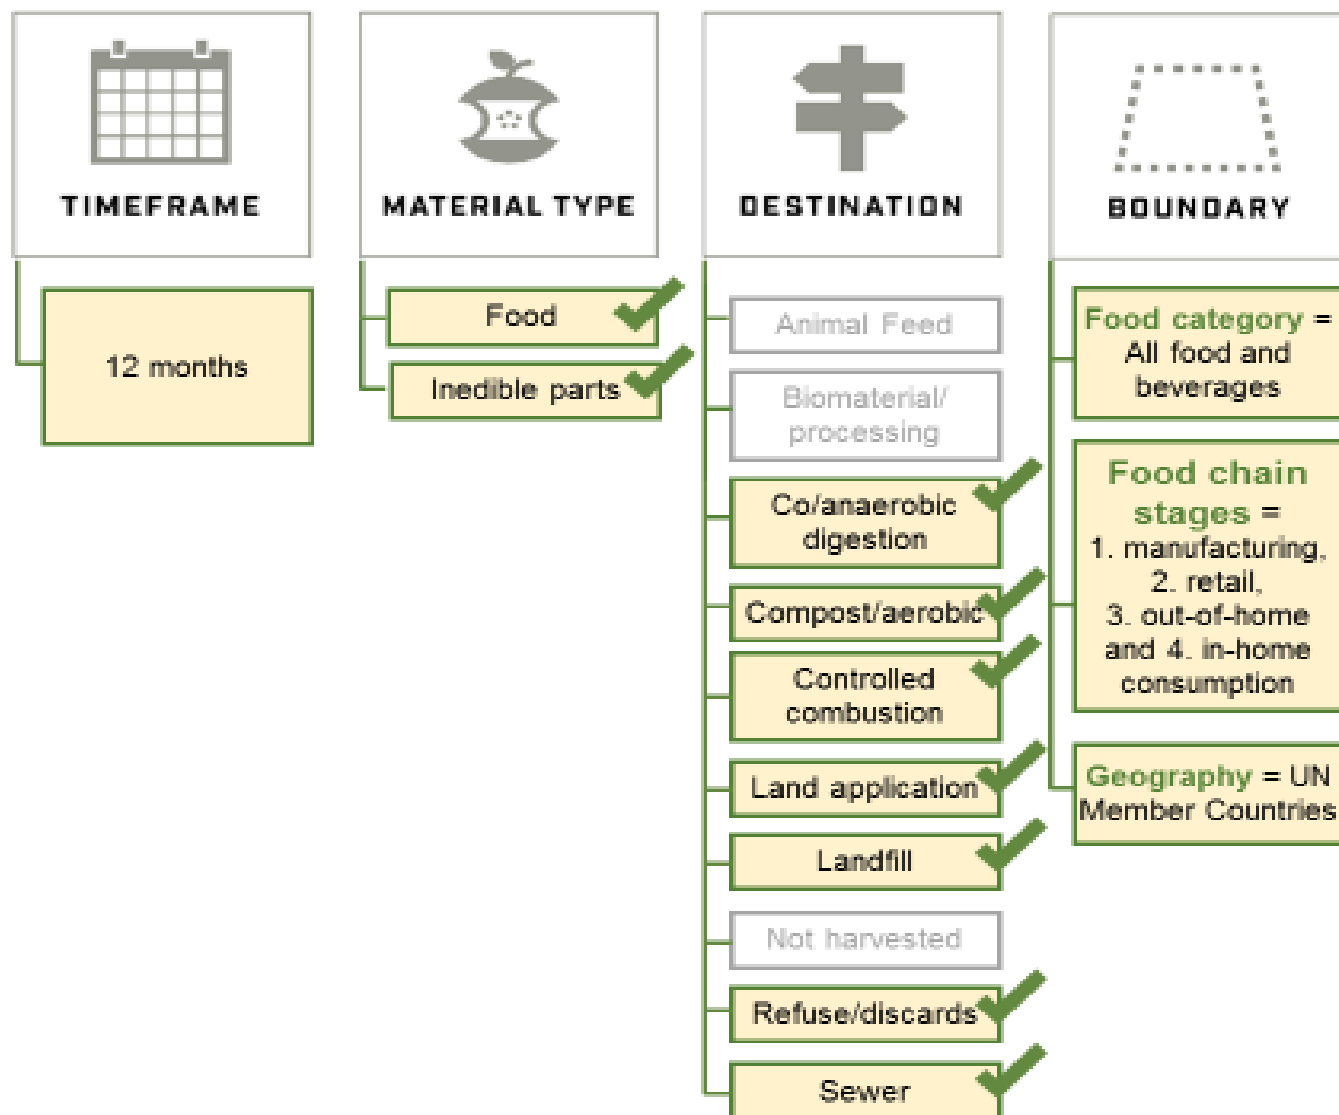 TIMEFRAME
12 months
MATERIAL TYPE
Food
Inedible parts
DESTINATION
Animal Feed
Biomaterial/
processing
Co/anaerobic
digestion
Compost/aerobic
Controlled
combustion
Land application
Landfill
Not harvested
Refuse/discards
Sewer
BOUNDARY
Food category =
All food and
beverages
Food chain
stages =
1. manufacturing,
2. retail,
3. out-of-home
and 4. in-home
consumption
Geography = UN
Member Countries